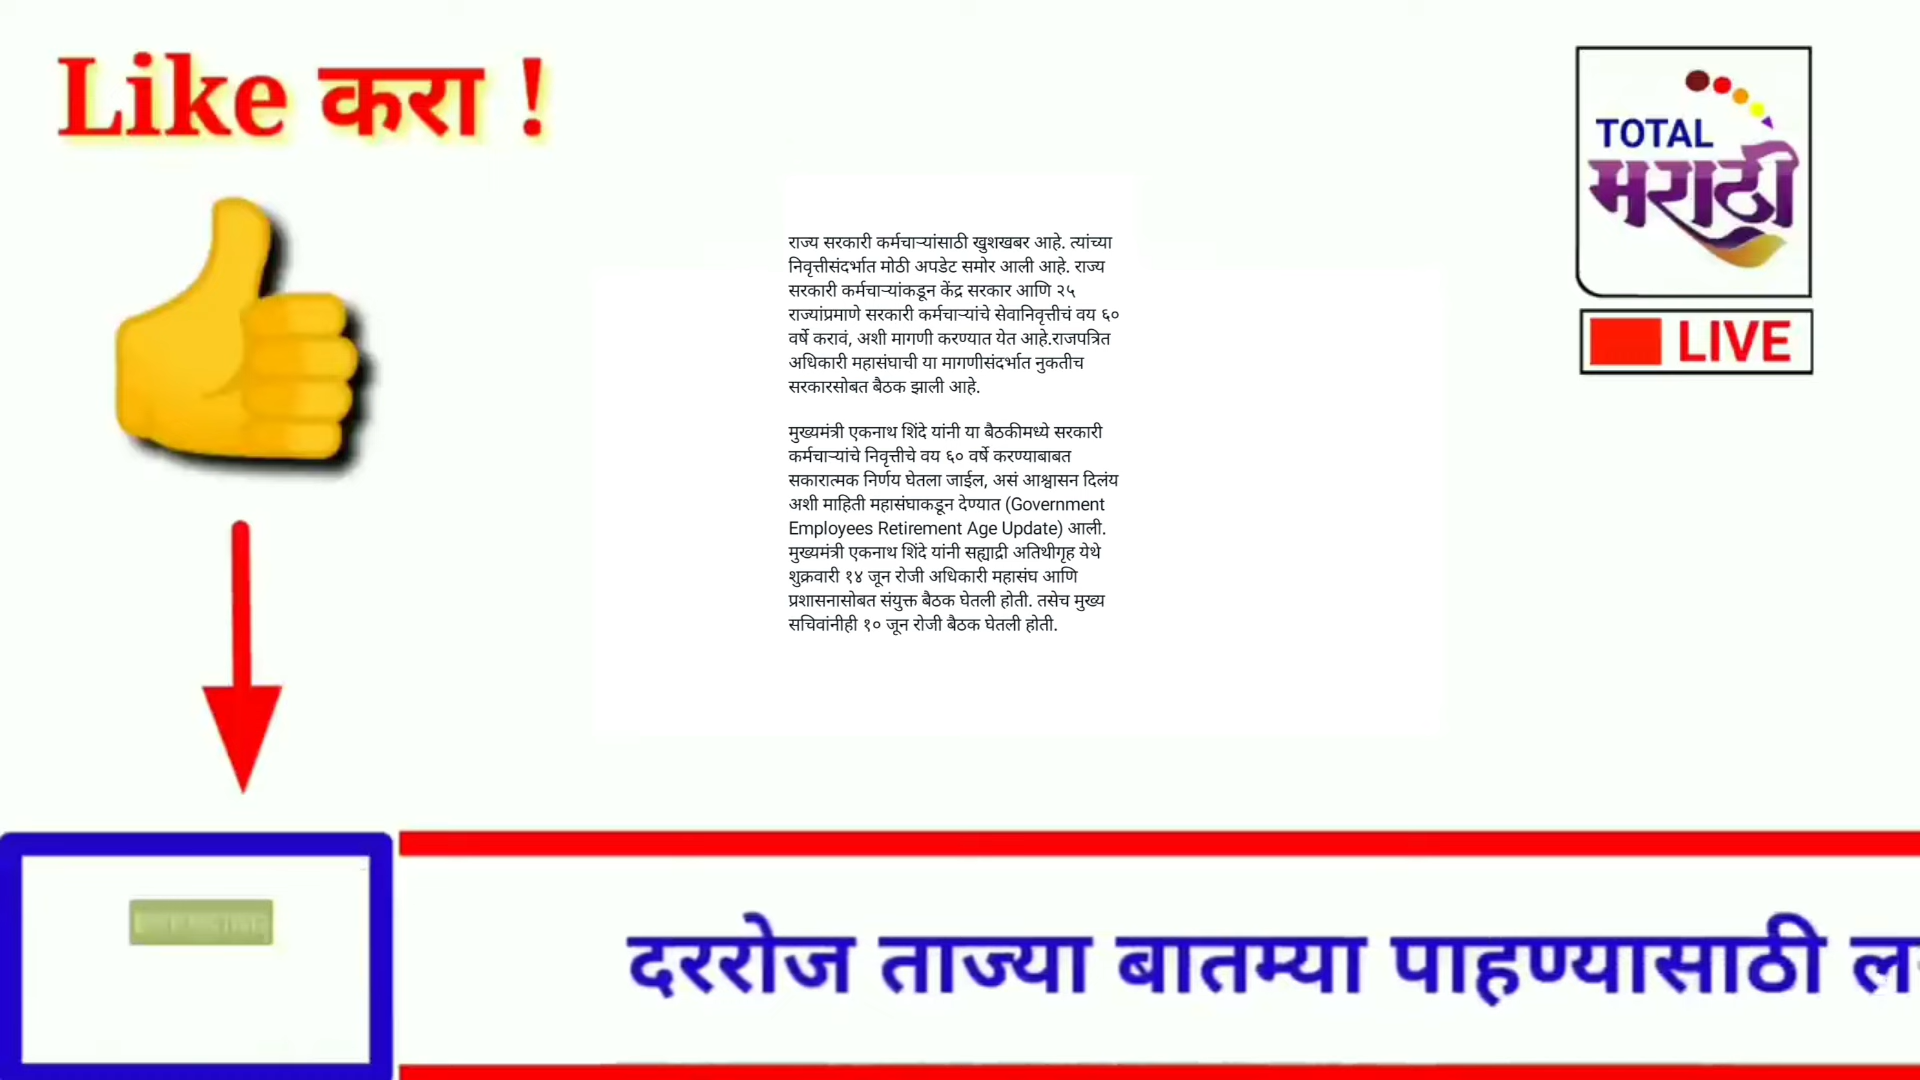 Like करा !
TOTAL
मराठी
LIVE
राज्य सरकारी कर्मचाऱ्यांसाठी खुशखबर आहे. त्यांच्या
निवृत्तीसंदर्भात मोठी अपडेट समोर आली आहे. राज्य
सरकारी कर्मचाऱ्यांकडून केंद्र सरकार आणि २५
राज्यांप्रमाणे सरकारी कर्मचाऱ्यांचे सेवानिवृत्तीचं वय ६०
वर्षे करावं, अशी मागणी करण्यात येत आहे.राजपत्रित
अधिकारी महासंघाची या मागणीसंदर्भात नुकतीच
सरकारसोबत बैठक झाली आहे.
मुख्यमंत्री एकनाथ शिंदे यांनी या बैठकीमध्ये सरकारी
कर्मचाऱ्यांचे निवृत्तीचे वय ६० वर्षे करण्याबाबत
सकारात्मक निर्णय घेतला जाईल, असं आश्वासन दिलंय
अशी माहिती महासंघाकडून देण्यात (Government
Employees Retirement Age Update) आली.
मुख्यमंत्री एकनाथ शिंदे यांनी सह्याद्री अतिथीगृह येथे
शुक्रवारी १४ जून रोजी अधिकारी महासंघ आणि
प्रशासनासोबत संयुक्त बैठक घेतली होती. तसेच मुख्य
सचिवांनीही १० जून रोजी बैठक घेतली होती.
दररोज ताज्या बातम्या पाहण्यासाठी